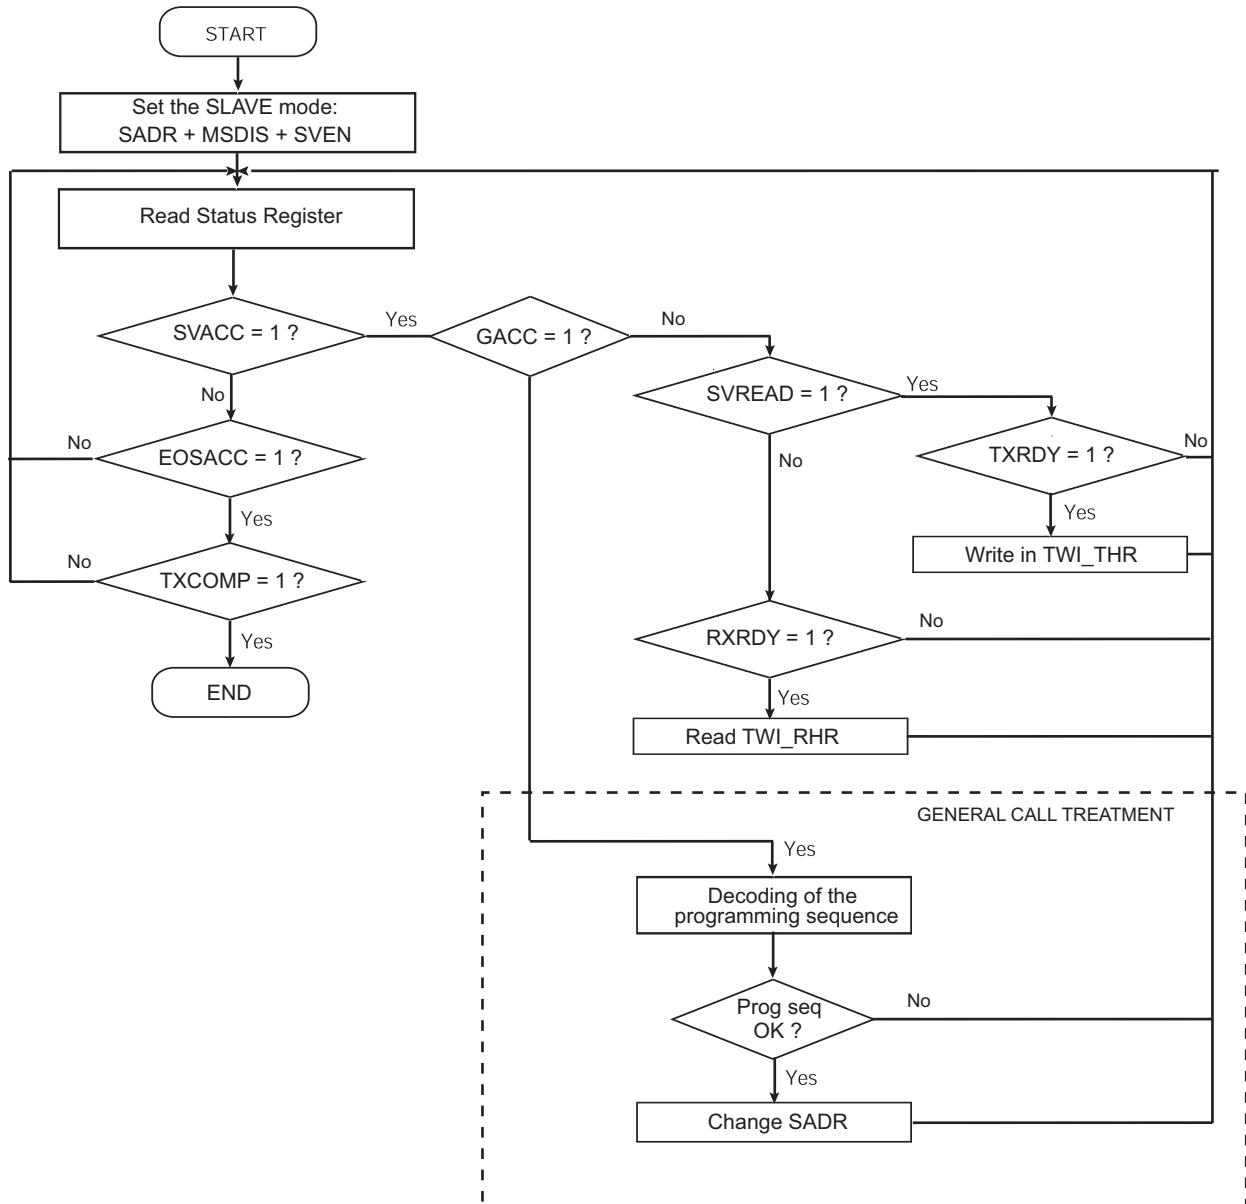 START
Set the SLAVE mode:
SADR + MSDIS + SVEN
Read Status Register
SVACC = 1 ?
Yes
GACC = 1 ?
No
SVREAD = 1 ?
Yes
No
EOSACC = 1 ?
No
TXRDY = 1 ?
No
No
Yes
Yes
Write in TWI_THR
TXCOMP = 1 ?
No
Yes
END
RXRDY = 1 ?
No
Yes
Read TWI_RHR
GENERAL CALL TREATMENT
Yes
Decoding of the
programming sequence
Prog seq
OK ?
No
Yes
Change SADR